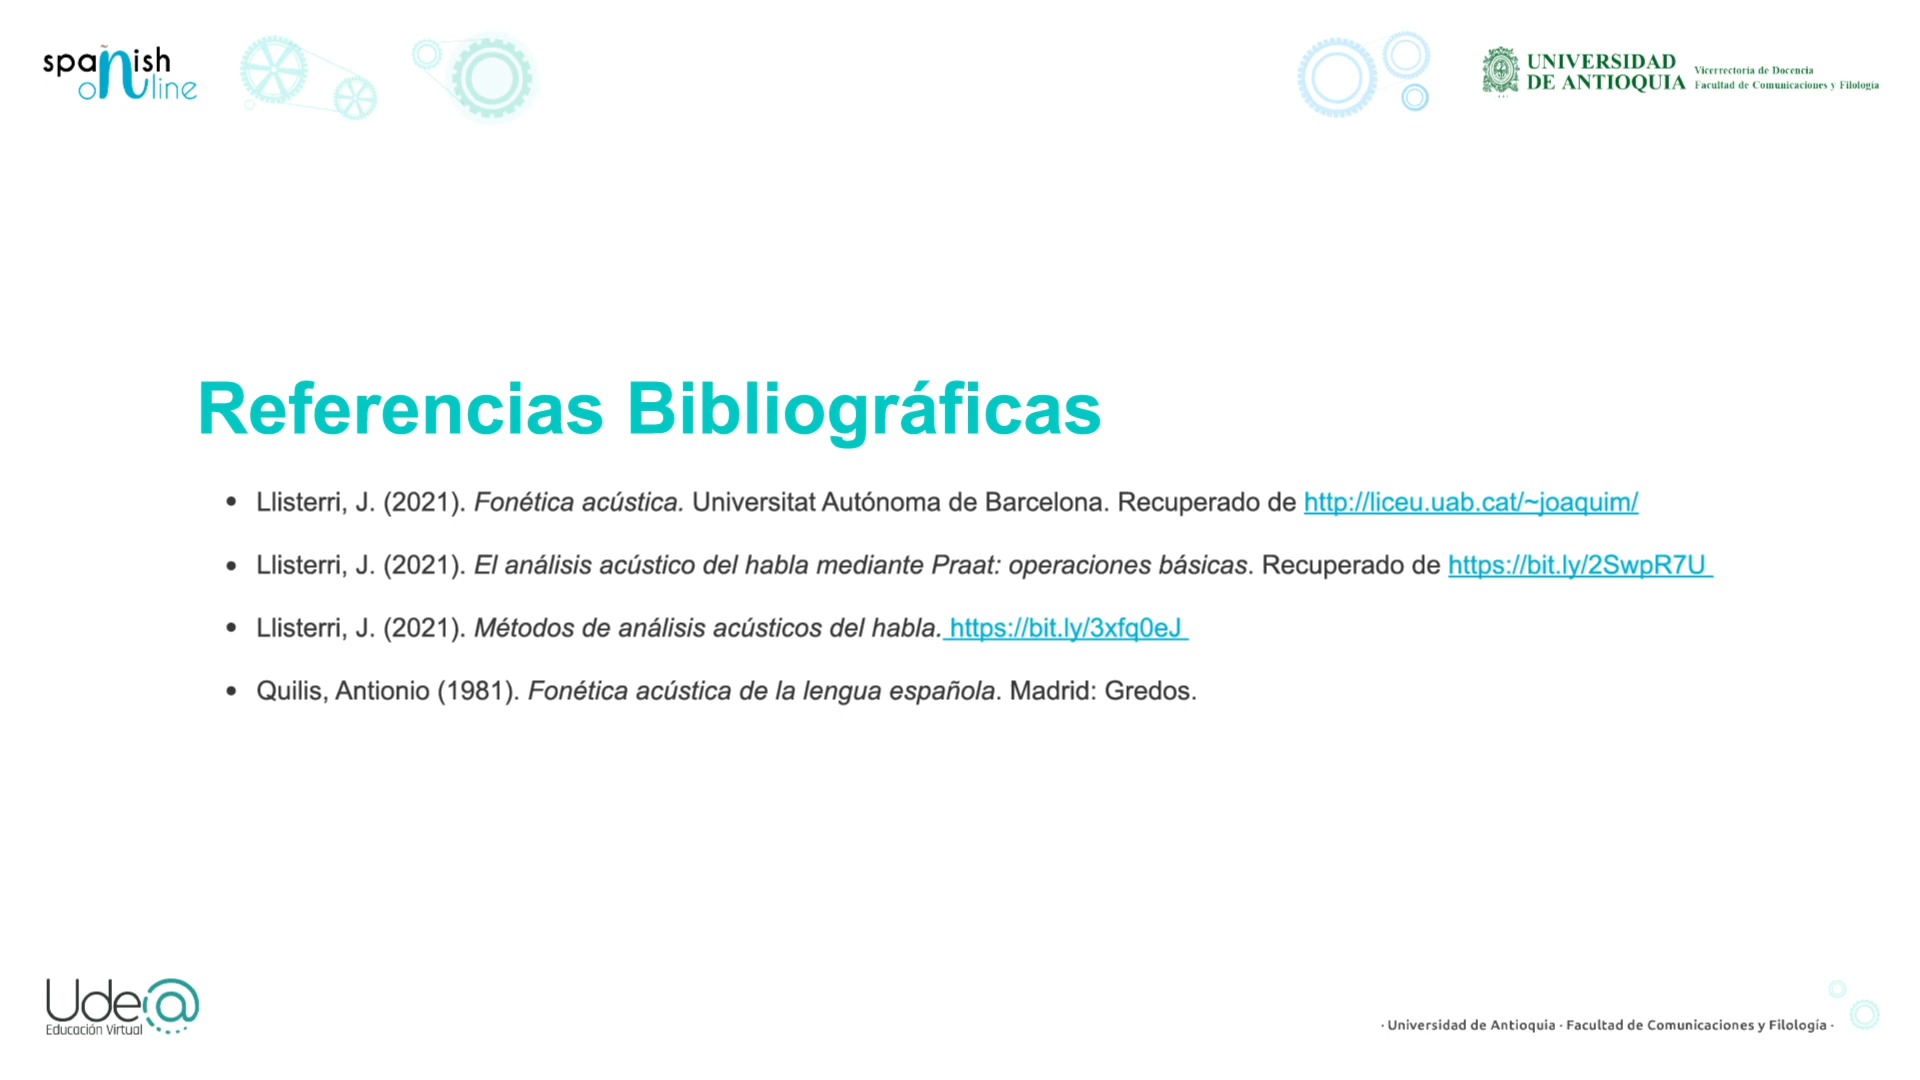 spañish
online
UNIVERSIDAD
DE ANTIOQUIA
Vicerrectoría de Docencia
Facultad de Comunicaciones y Filología
Referencias Bibliográficas
• Llisterri, J. (2021). Fonética acústica. Universitat Autónoma de Barcelona. Recuperado de http://liceu.uab.cat/~joaquim/
• Llisterri, J. (2021). El análisis acústico del habla mediante Praat: operaciones básicas. Recuperado de https://bit.ly/2SwpR7U
• Llisterri, J. (2021). Métodos de análisis acústicos del habla. https://bit.ly/3xfq0eJ
• Quilis, Antionio (1981). Fonética acústica de la lengua española. Madrid: Gredos.
Ude@
Educación Virtual
· Universidad de Antioquia · Facultad de Comunicaciones y Filología ·